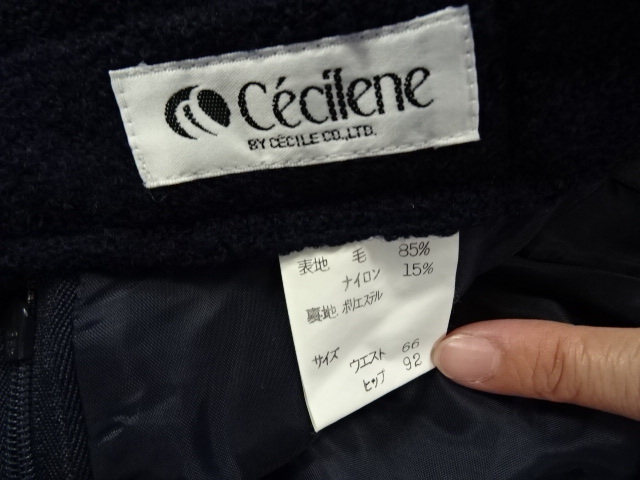 Cécilene
BY CÉCILE CO.,LTD.
表地 毛 85%
ナイロン 15%
裏地 ポリエステル
サイズ ウエスト 66
ヒップ 92